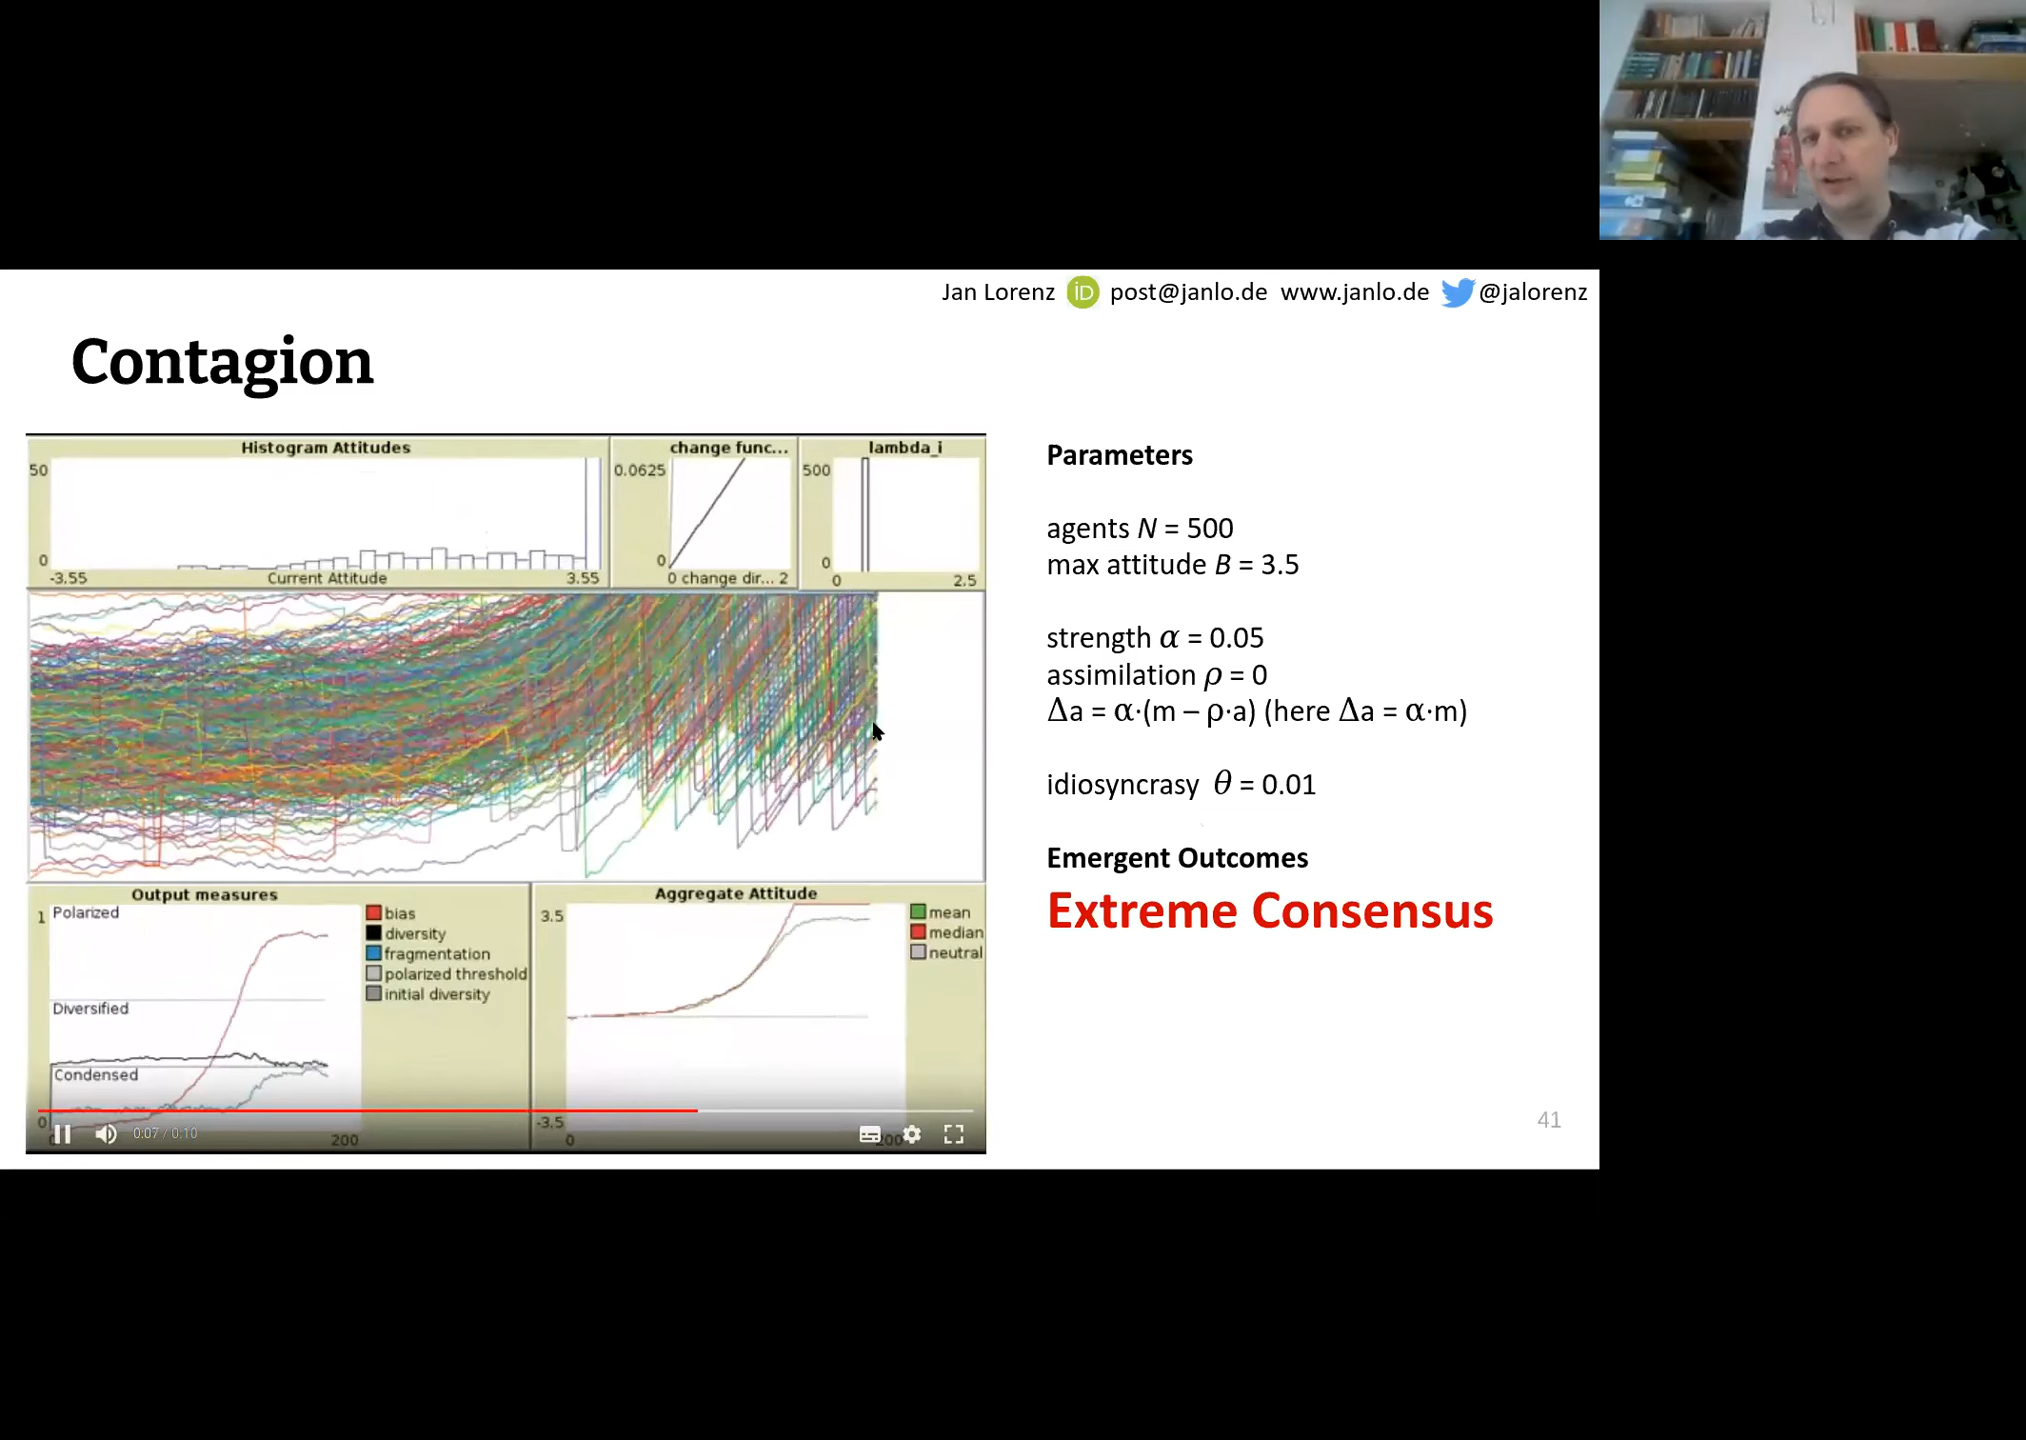 Jan Lorenz iD post@janlo.de www.janlo.de @jalorenz
Contagion
Histogram Attitudes
50
0
-3.55
Current Attitude
3.55
change func...
0.0625
0
0 change dir... 2
lambda_i
500
0
0
2.5
Output measures
1
Polarized
Diversified
Condensed
0
200
bias
diversity
fragmentation
polarized threshold
initial diversity
Aggregate Attitude
3.5
-3.5
0
200
mean
median
neutral
0:07 / 0:10
Parameters
agents N = 500
max attitude B = 3.5
strength α = 0.05
assimilation ρ = 0
Δa = α·(m – ρ·a) (here Δa = α·m)
idiosyncrasy θ = 0.01
Emergent Outcomes
Extreme Consensus
41